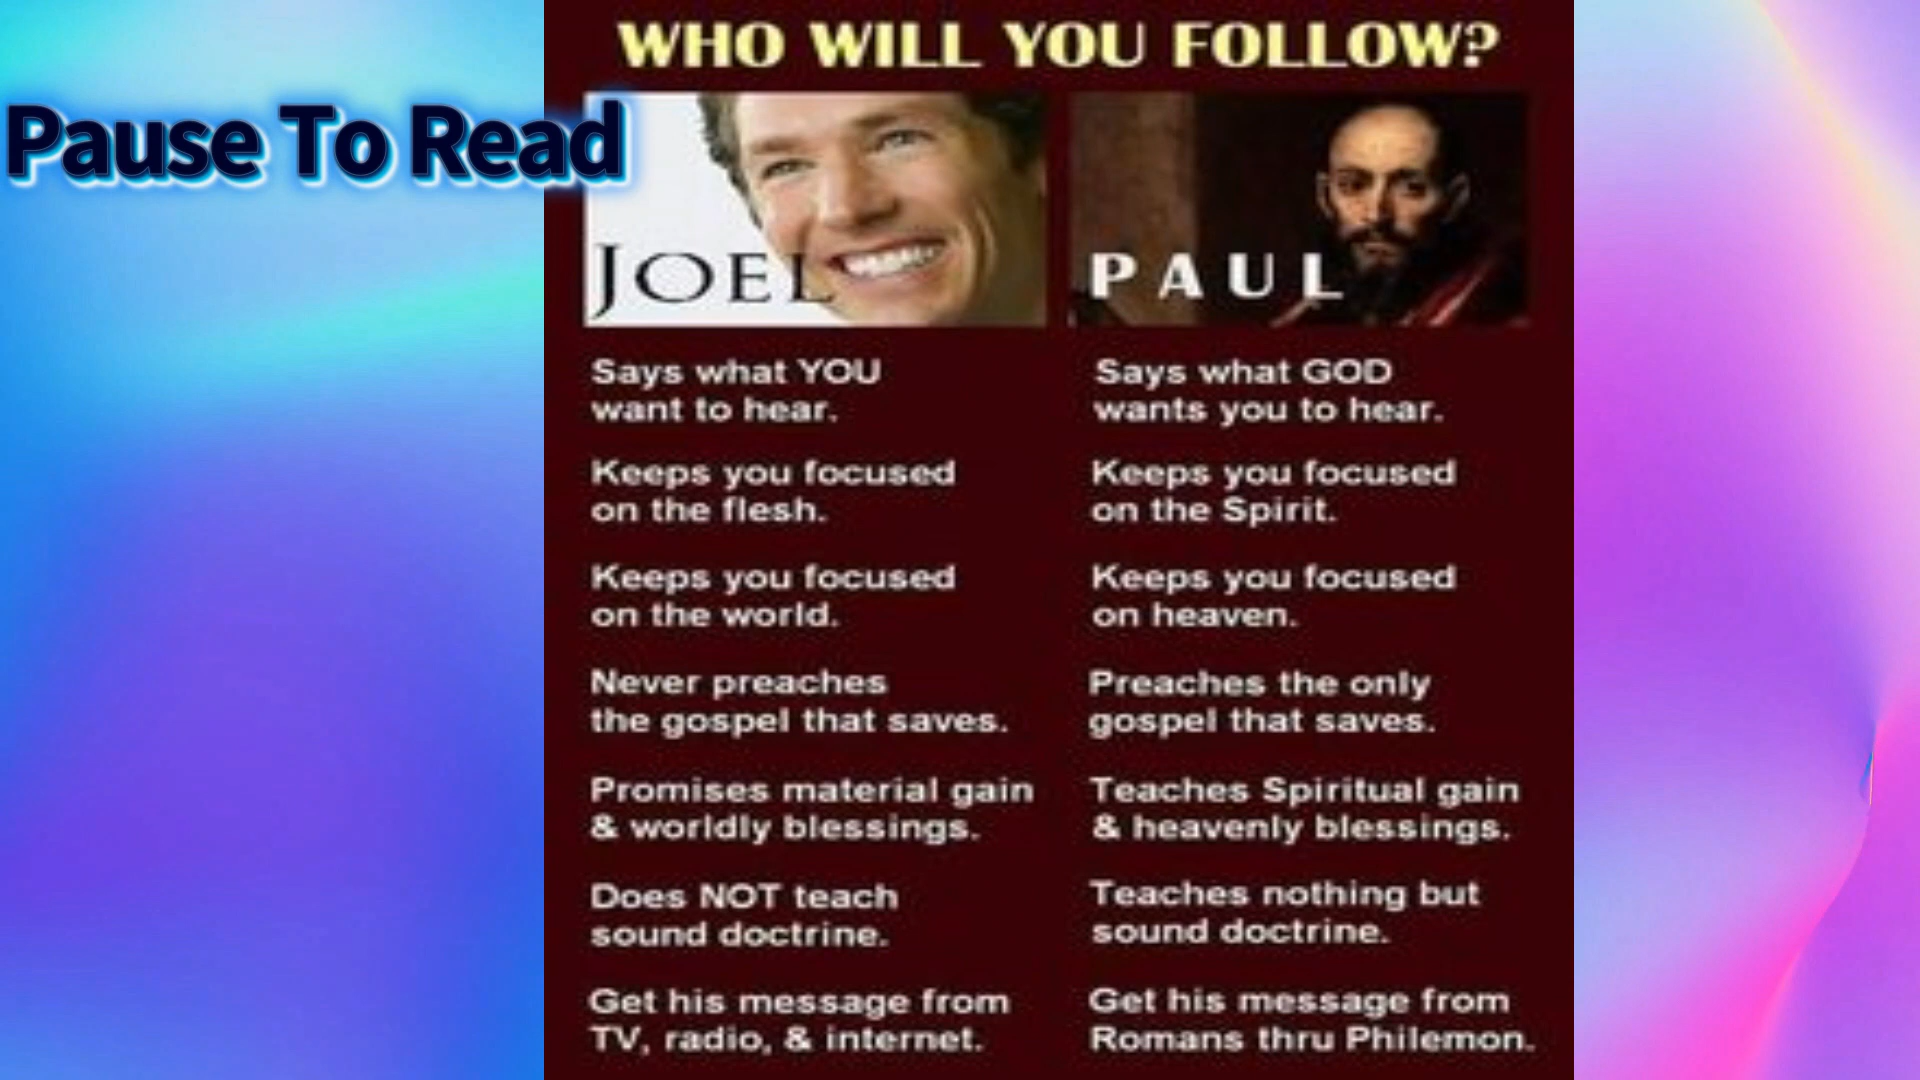 WHO WILL YOU FOLLOW?
Pause To Read
JOEL
PAUL
Says what YOU
want to hear.
Says what GOD
wants you to hear.
Keeps you focused
on the flesh.
Keeps you focused
on the Spirit.
Keeps you focused
on the world.
Keeps you focused
on heaven.
Never preaches
the gospel that saves.
Preaches the only
gospel that saves.
Promises material gain
& worldly blessings.
Teaches Spiritual gain
& heavenly blessings.
Does NOT teach
sound doctrine.
Teaches nothing but
sound doctrine.
Get his message from
TV, radio, & internet.
Get his message from
Romans thru Philemon.